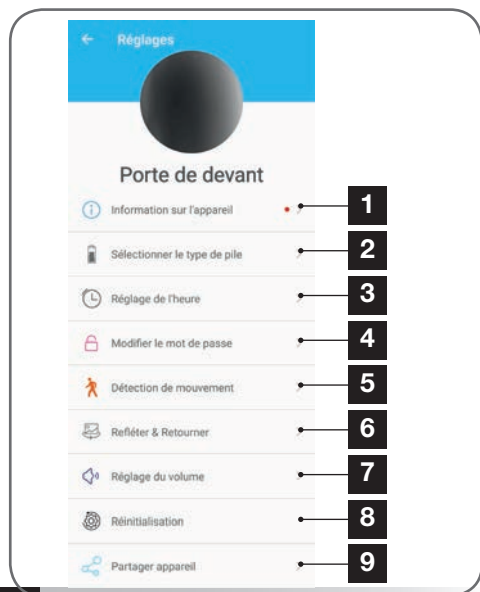 Réglages
Porte de devant
Information sur l'appareil 1
Sélectionner le type de pile 2
Réglage de l'heure 3
Modifier le mot de passe 4
Détection de mouvement 5
Refléter & Retourner 6
Réglage du volume 7
Réinitialisation 8
Partager appareil 9